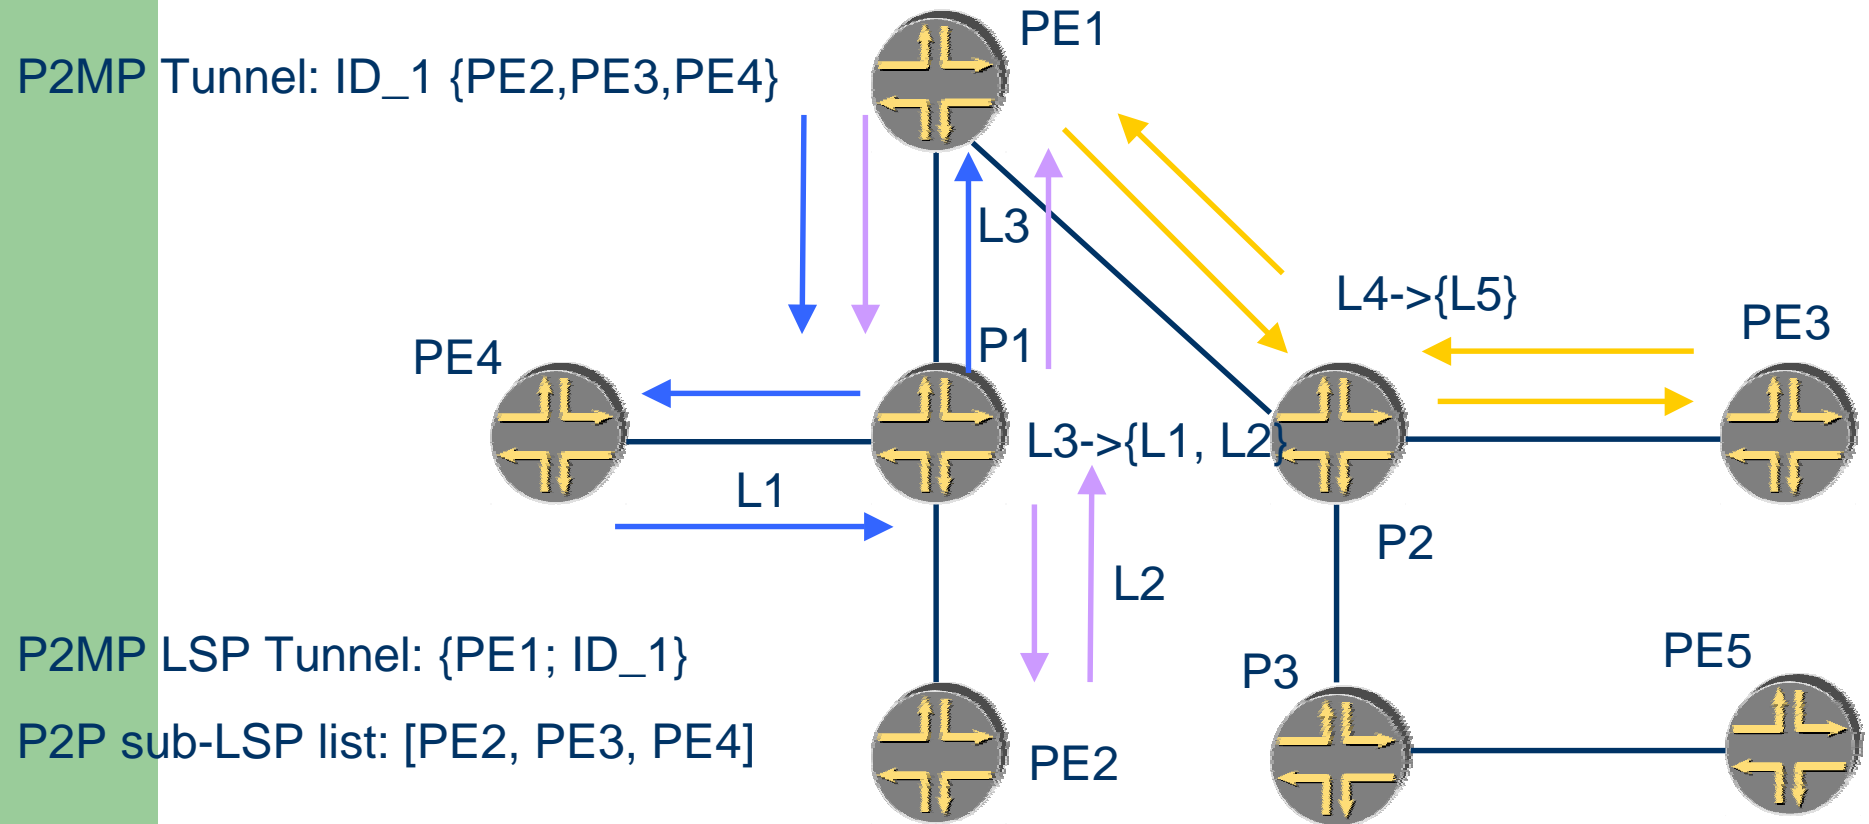 PE1
P2MP Tunnel: ID_1 {PE2,PE3,PE4}
L3
L4->{L5}
PE3
P1
PE4
L3->{L1, L2}
L1
P2
L2
P2MP LSP Tunnel: {PE1; ID_1}
PE5
P3
P2P sub-LSP list: [PE2, PE3, PE4]
PE2